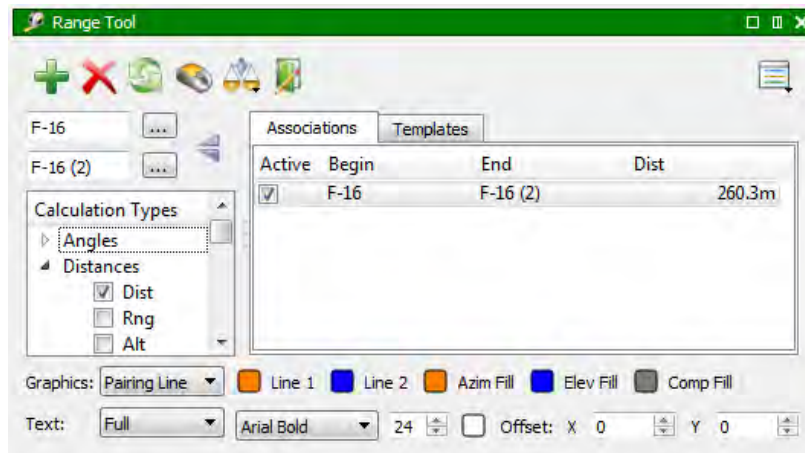 Range Tool
F-16 ...
F-16 (2) ...
Associations Templates
Active Begin End Dist
F-16 F-16 (2) 260.3m
Calculation Types
Angles
Distances
Dist
Rng
Alt
Graphics: Pairing Line Line 1 Line 2 Azim Fill Elev Fill Comp Fill
Text: Full Arial Bold 24 Offset: X 0 Y 0